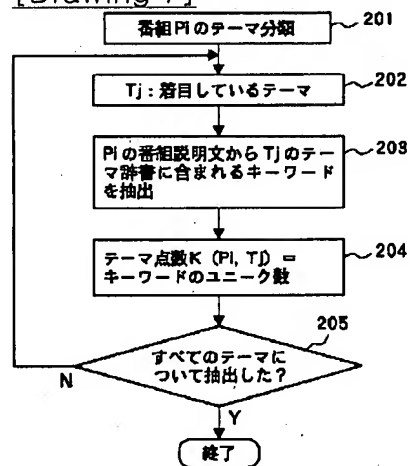 [Drawing 7]
番組Piのテーマ分類
201
Tj:着目しているテーマ
202
Piの番組説明文からTjのテー
マ辞書に含まれるキーワード
を抽出
203
テーマ点数K (Pi, Tj) =
キーワードのユニーク数
204
205
すべてのテーマに
ついて抽出した?
N
Y
終了